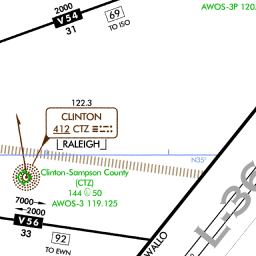 AWOS-3P 120.
2000
V54
31
69
TO ISO
122.3
CLINTON
412 CTZ
RALEIGH
N35°
Clinton-Sampson County
(CTZ)
144 Ⓛ 50
AWOS-3 119.125
7000
2000
V56
33
92
TO EWN
WALLO
L-36